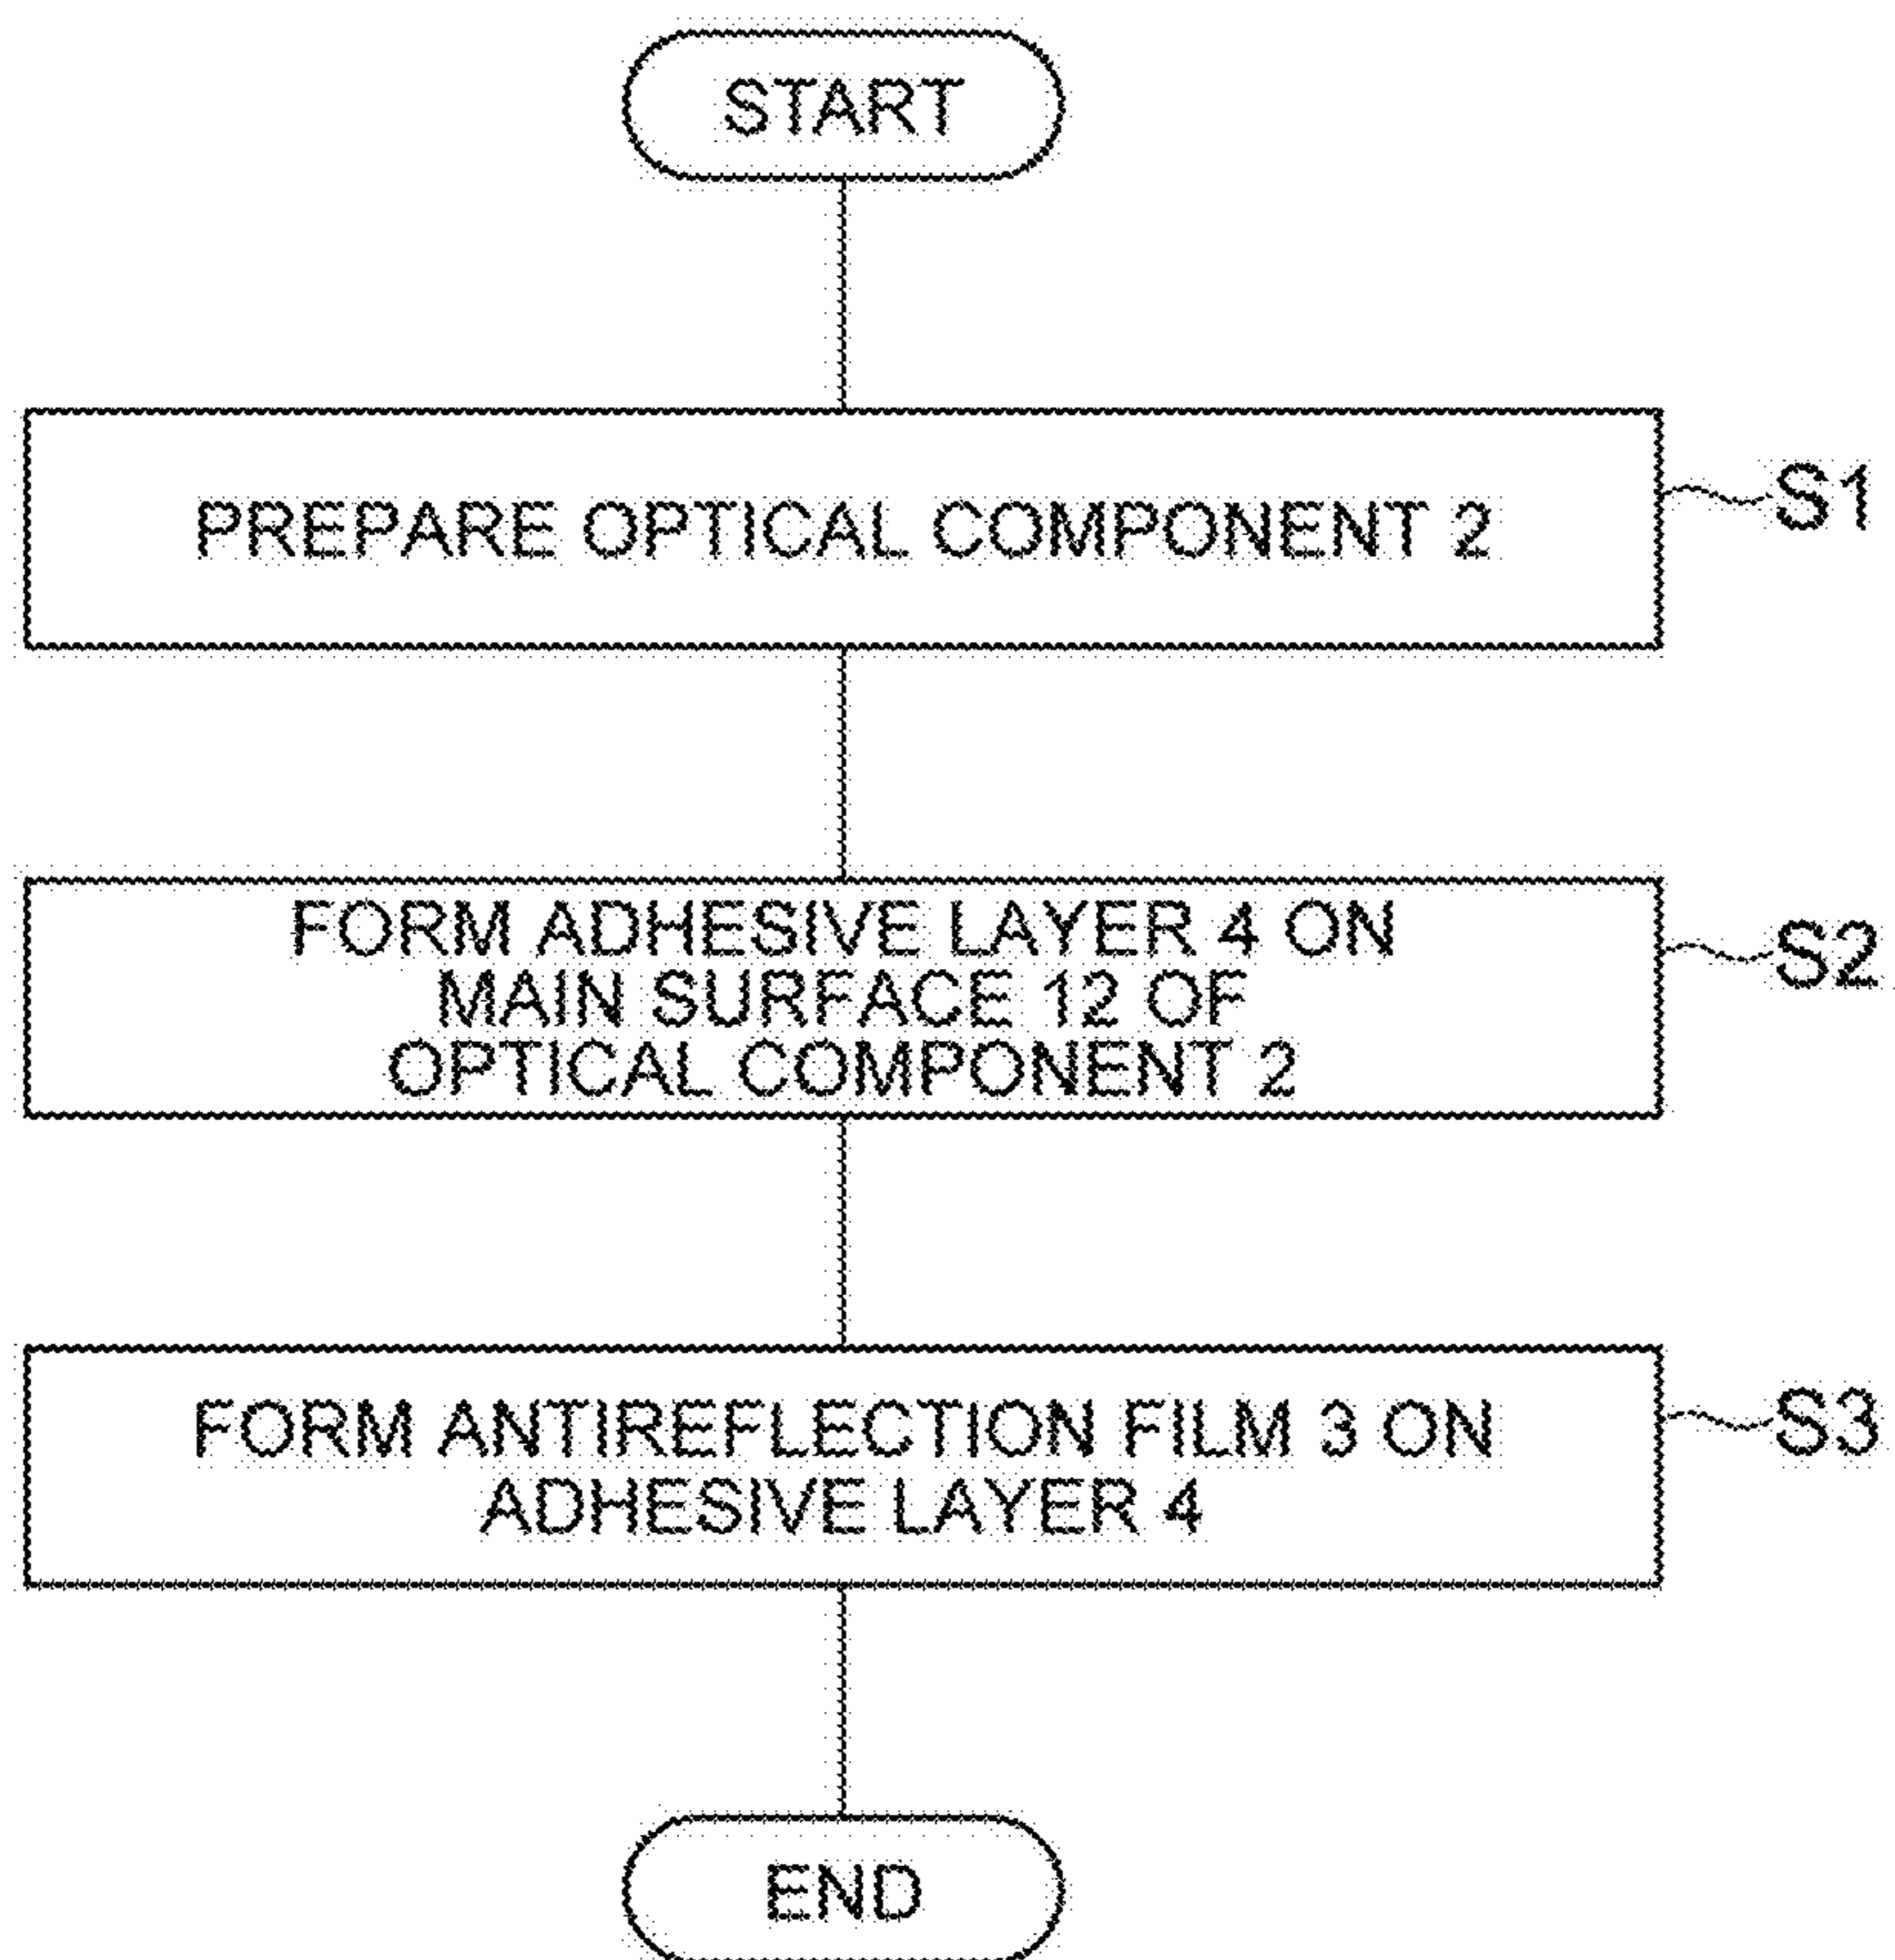 START
PREPARE OPTICAL COMPONENT 2
S1
FORM ADHESIVE LAYER 4 ON
MAIN SURFACE 12 OF
OPTICAL COMPONENT 2
S2
FORM ANTIREFLECTION FILM 3 ON
ADHESIVE LAYER 4
S3
END